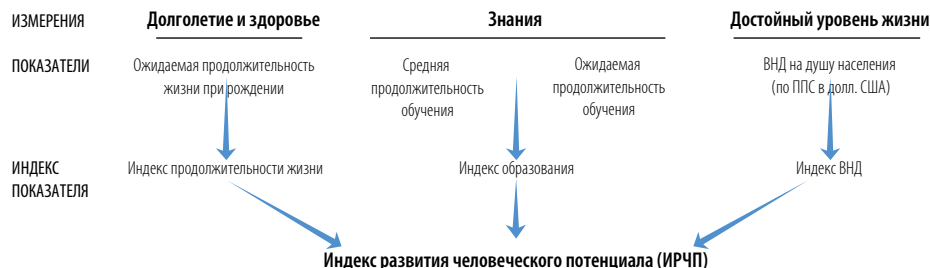 ИЗМЕРЕНИЯ
Долголетие и здоровье
Знания
Достойный уровень жизни
ПОКАЗАТЕЛИ
Ожидаемая продолжительность
жизни при рождении
Средняя
продолжительность
обучения
Ожидаемая
продолжительность
обучения
ВНД на душу населения
(по ППС в долл. США)
ИНДЕКС
ПОКАЗАТЕЛЯ
Индекс продолжительности жизни
Индекс образования
Индекс ВНД
Индекс развития человеческого потенциала (ИРЧП)